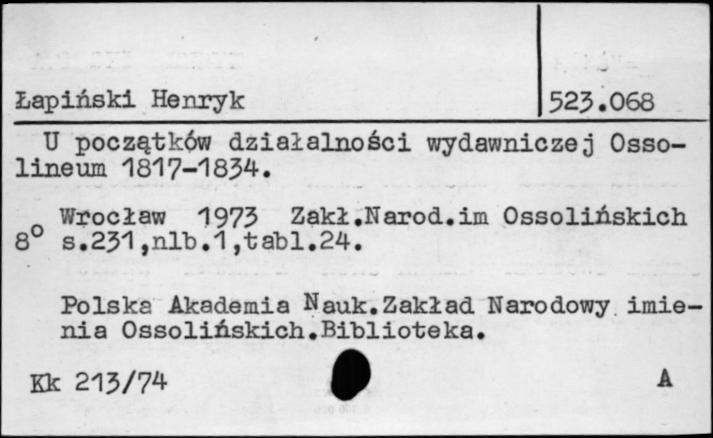 Łapiński Henryk 523.068
U początków działalności wydawniczej Osso-
lineum 1817-1834.
Wrocław 1973 Zakł.Narod.im Ossolińskich
8° s.231,nlb.1,tabl.24.
Polska Akademia Nauk.Zakład Narodowy imie-
nia Ossolińskich.Biblioteka.
Kk 213/74 A